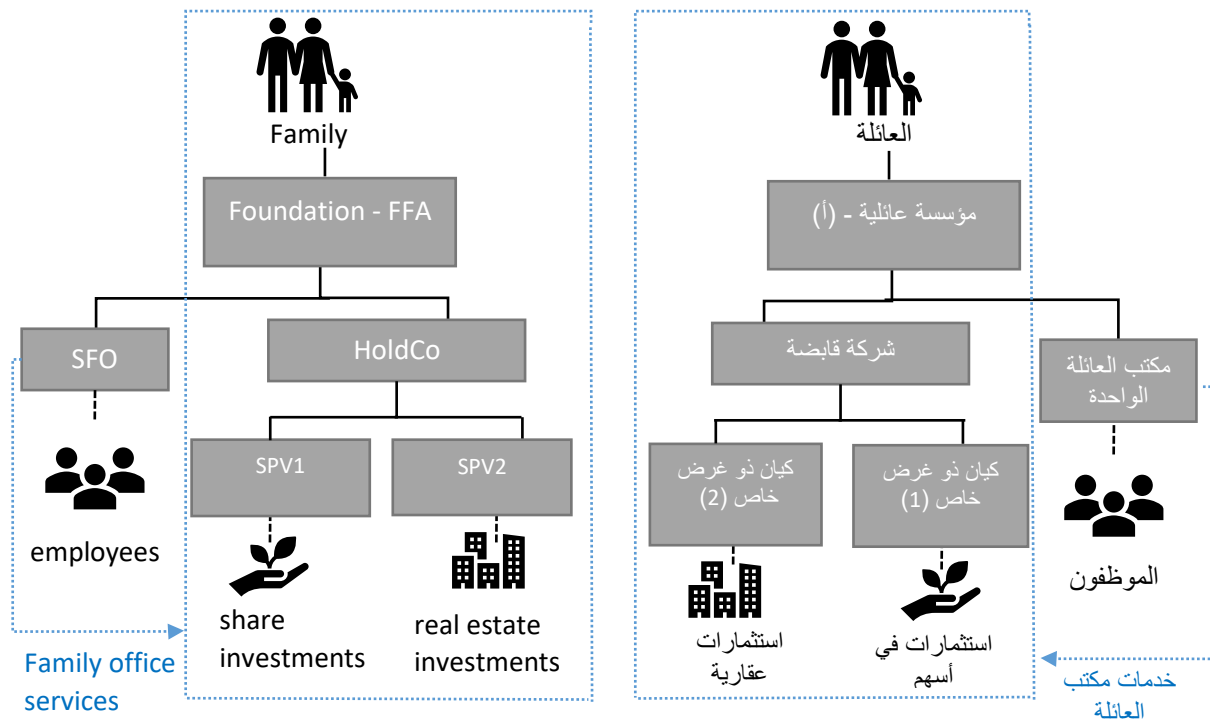 Family
Foundation - FFA
SFO
HoldCo
SPV1
SPV2
employees
share
investments
real estate
investments
Family office
services
العائلة
مؤسسة عائلية - (أ)
شركة قابضة
مكتب العائلة
الواحدة
كيان ذو غرض
خاص (1)
كيان ذو غرض
خاص (2)
الموظفون
استثمارات في
أسهم
استثمارات
عقارية
خدمات مكتب
العائلة